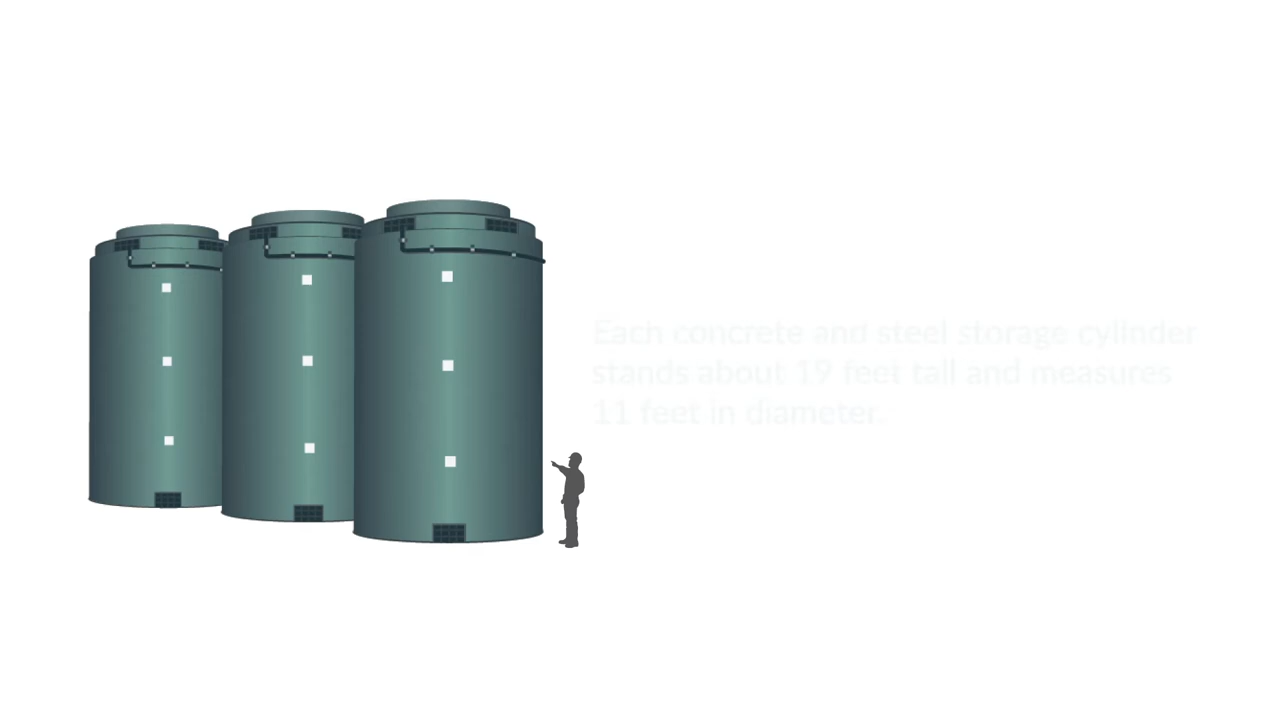 Each concrete and steel storage cylinder
stands about 19 feet tall and measures
11 feet in diameter.